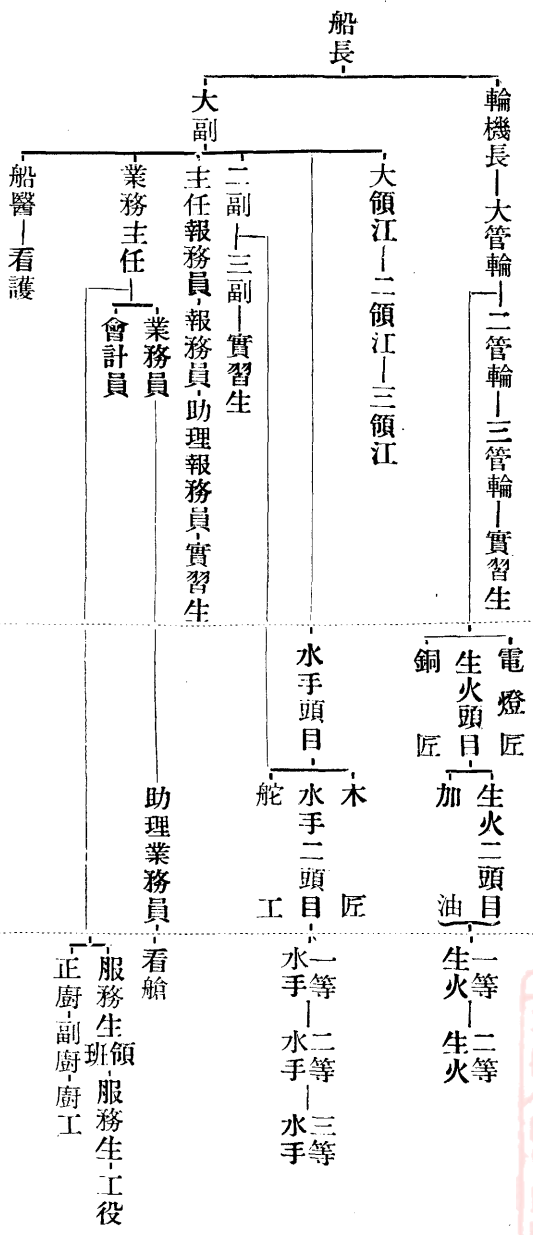 船長
輪機長—大管輪—二管輪—三管輪—實習生
電燈匠
生火頭目
銅匠
生火二頭目
加油
一等生火—二等生火
大副
大領江—二領江—三領江
水手頭目
木匠
水手二頭目
舵工
一等水手—二等水手—三等水手
二副—三副—實習生
主任報務員-報務員-助理報務員-實習生
業務主任
業務員
助理業務員-看艙
會計員
服務生領班-服務生-工役
正廚-副廚-廚工
船醫—看護